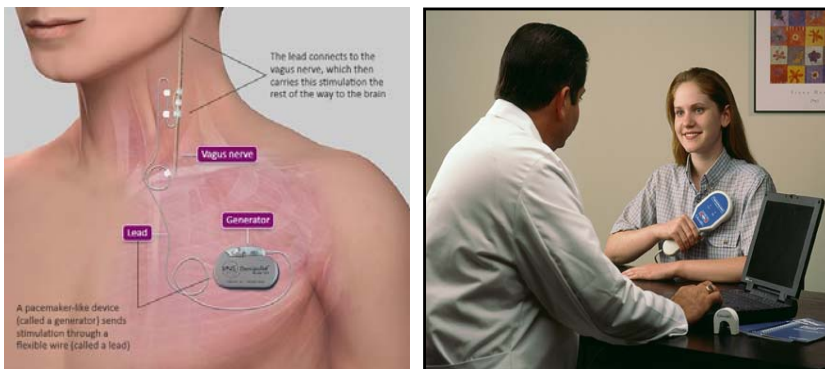 The lead connects to the
vagus nerve, which then
carries this stimulation the
rest of the way to the brain
Vagus nerve
Generator
Lead
A pacemaker-like device
(called a generator) sends
stimulation through a
flexible wire (called a lead)